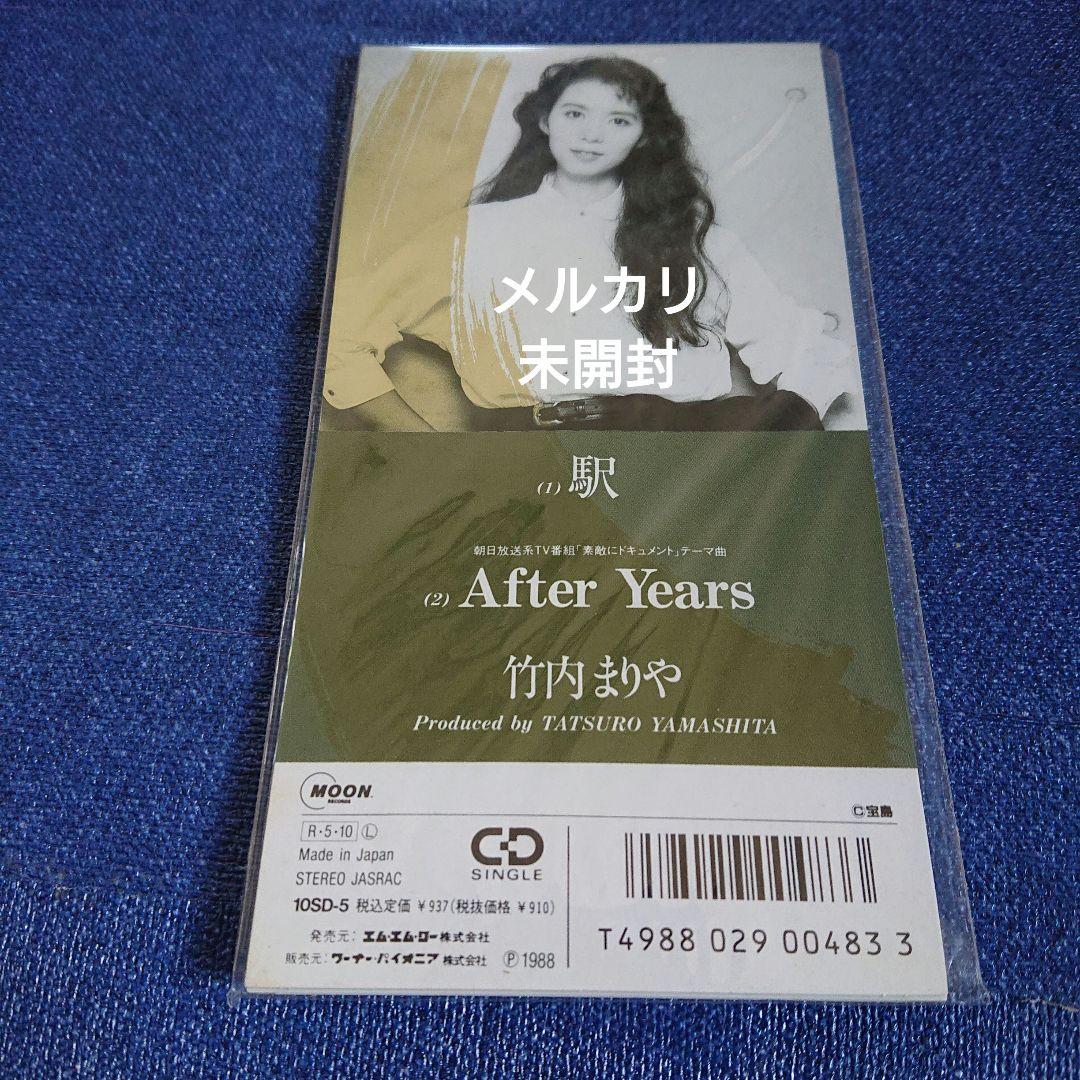 メルカリ
未開封
(1) 駅
朝日放送系TV番組「素敵にドキュメント」テーマ曲
(2) After Years
竹内まりや
Produced by TATSURO YAMASHITA
MOON
RECORDS
©宝島
R・5・10 Ⓛ
Made in Japan
STEREO JASRAC
CD
SINGLE
10SD-5 税込定価 ¥937(税抜価格 ¥910)
発売元:エム・エム・ジー株式会社
販売元:ワーナー・パイオニア株式会社 Ⓟ1988
T4988 029 00483 3